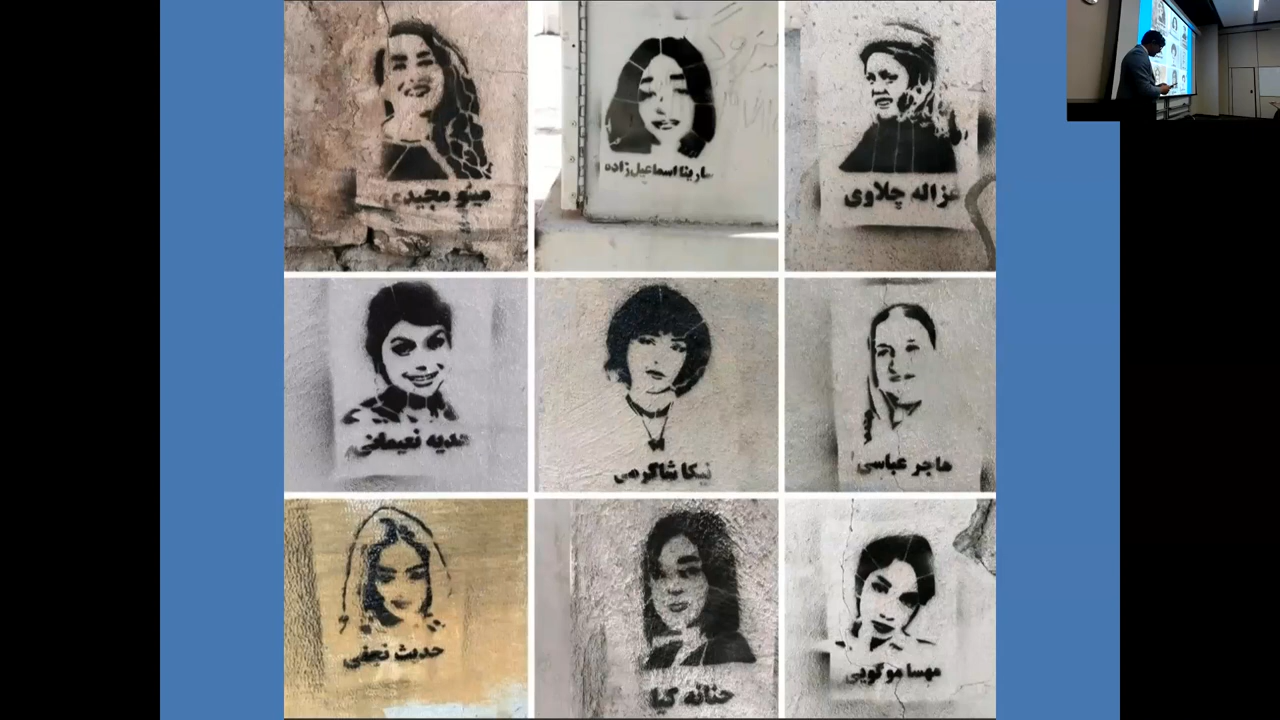 مینو مجیدی
سارینا اسماعیل‌زاده
غزاله چلاوی
هدیه نعیمانی
نیکا شاکرمی
هاجر عباسی
حدیث نجفی
حنانه کیا
مهسا موگویی